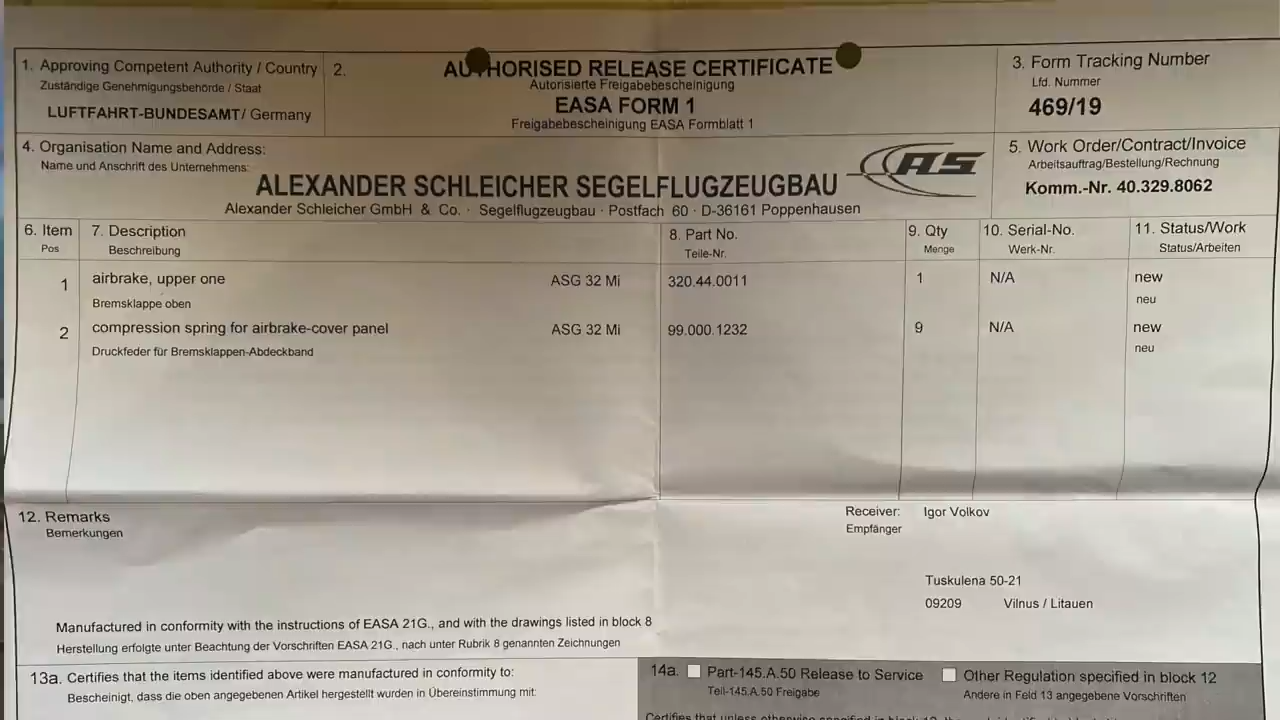 1. Approving Competent Authority / Country
Zuständige Genehmigungsbehörde / Staat
LUFTFAHRT-BUNDESAMT / Germany
2.
AUTHORISED RELEASE CERTIFICATE
Autorisierte Freigabebescheinigung
EASA FORM 1
Freigabebescheinigung EASA Formblatt 1
3. Form Tracking Number
Lfd. Nummer
469/19
4. Organisation Name and Address:
Name und Anschrift des Unternehmens:
ALEXANDER SCHLEICHER SEGELFLUGZEUGBAU
AS
Alexander Schleicher GmbH & Co. · Segelflugzeugbau · Postfach 60 · D-36161 Poppenhausen
5. Work Order/Contract/Invoice
Arbeitsauftrag/Bestellung/Rechnung
Komm.-Nr. 40.329.8062
6. Item 7. Description 8. Part No. 9. Qty 10. Serial-No. 11. Status/Work
Pos Beschreibung Teile-Nr. Menge Werk-Nr. Status/Arbeiten
1 airbrake, upper one ASG 32 Mi 320.44.0011 1 N/A new
Bremsklappe oben neu
2 compression spring for airbrake-cover panel ASG 32 Mi 99.000.1232 9 N/A new
Druckfeder für Bremsklappen-Abdeckband neu
12. Remarks
Bemerkungen
Receiver: Igor Volkov
Empfänger
Tuskulena 50-21
09209 Vilnus / Litauen
Manufactured in conformity with the instructions of EASA 21G., and with the drawings listed in block 8
Herstellung erfolgte unter Beachtung der Vorschriften EASA 21G., nach unter Rubrik 8 genannten Zeichnungen
13a. Certifies that the items identified above were manufactured in conformity to:
Bescheinigt, dass die oben angegebenen Artikel hergestellt wurden in Übereinstimmung mit:
14a. Part-145.A.50 Release to Service Other Regulation specified in block 12
Teil-145.A.50 Freigabe Andere in Feld 13 angegebene Vorschriften
Certifies that unless otherwise specified in block